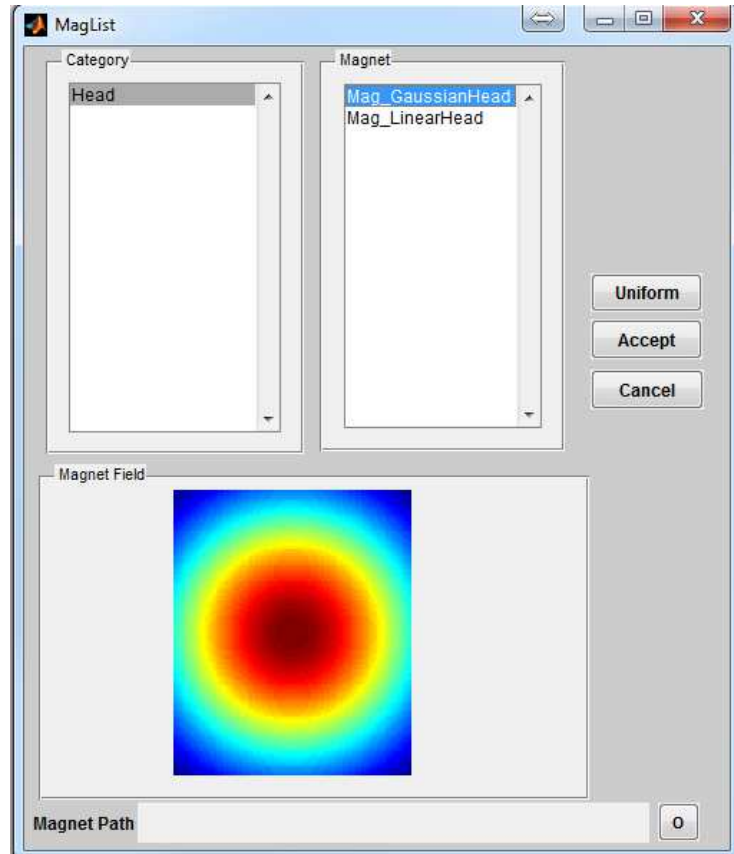 MagList
Category
Magnet
Head
Mag_GaussianHead
Mag_LinearHead
Uniform
Accept
Cancel
Magnet Field
Magnet Path
O